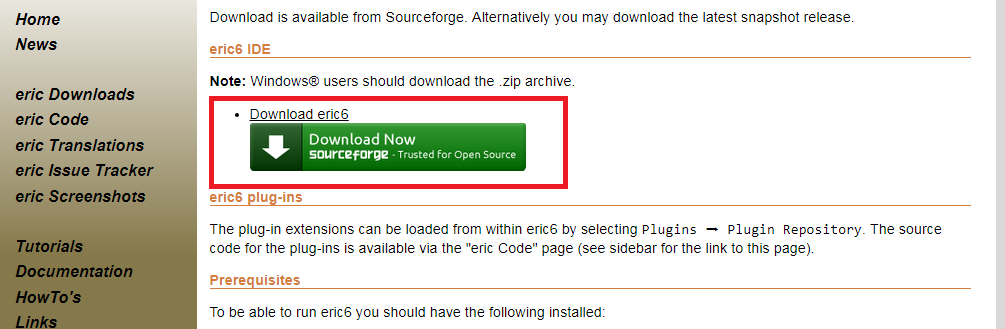 Home
News
eric Downloads
eric Code
eric Translations
eric Issue Tracker
eric Screenshots
Tutorials
Documentation
HowTo's
Links
Download is available from Sourceforge. Alternatively you may download the latest snapshot release.
eric6 IDE
Note: Windows® users should download the .zip archive.
• Download eric6
Download Now
sourceforge - Trusted for Open Source
eric6 plug-ins
The plug-in extensions can be loaded from within eric6 by selecting Plugins → Plugin Repository. The source
code for the plug-ins is available via the "eric Code" page (see sidebar for the link to this page).
Prerequisites
To be able to run eric6 you should have the following installed: